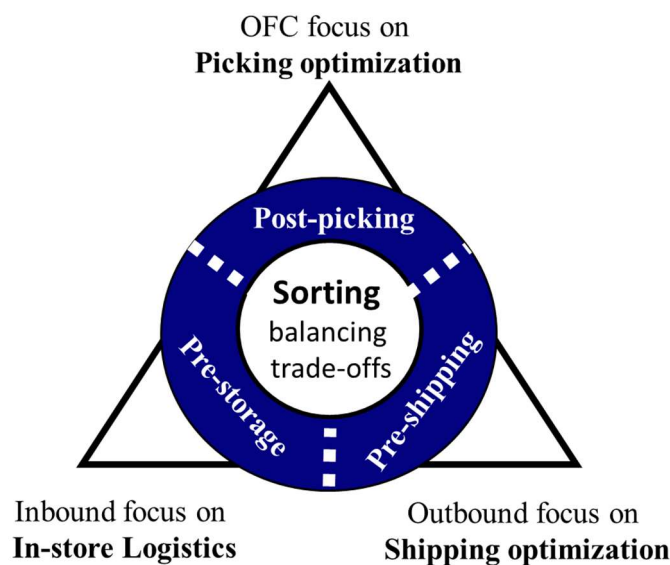 OFC focus on
Picking optimization
Post-picking
Sorting
balancing
trade-offs
Pre-storage
Pre-shipping
Inbound focus on
In-store Logistics
Outbound focus on
Shipping optimization